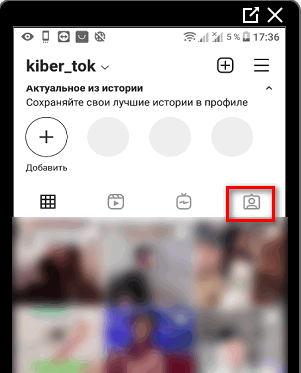 5 % 17:36
kiber_tok
Актуальное из истории
Сохраняйте свои лучшие истории в профиле
Добавить